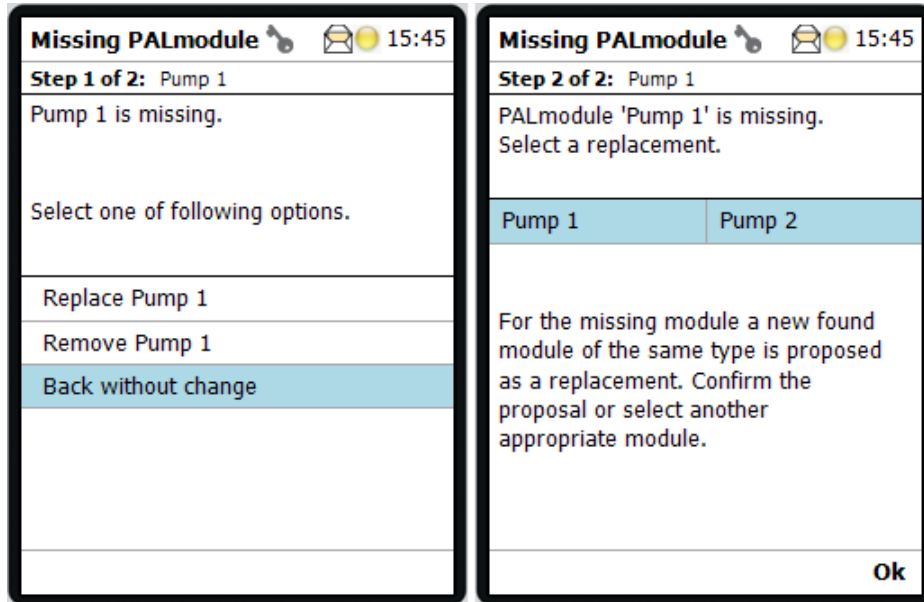 Missing PALmodule 15:45
Step 1 of 2: Pump 1
Pump 1 is missing.
Select one of following options.
Replace Pump 1
Remove Pump 1
Back without change
Missing PALmodule 15:45
Step 2 of 2: Pump 1
PALmodule 'Pump 1' is missing.
Select a replacement.
Pump 1 Pump 2
For the missing module a new found
module of the same type is proposed
as a replacement. Confirm the
proposal or select another
appropriate module.
Ok